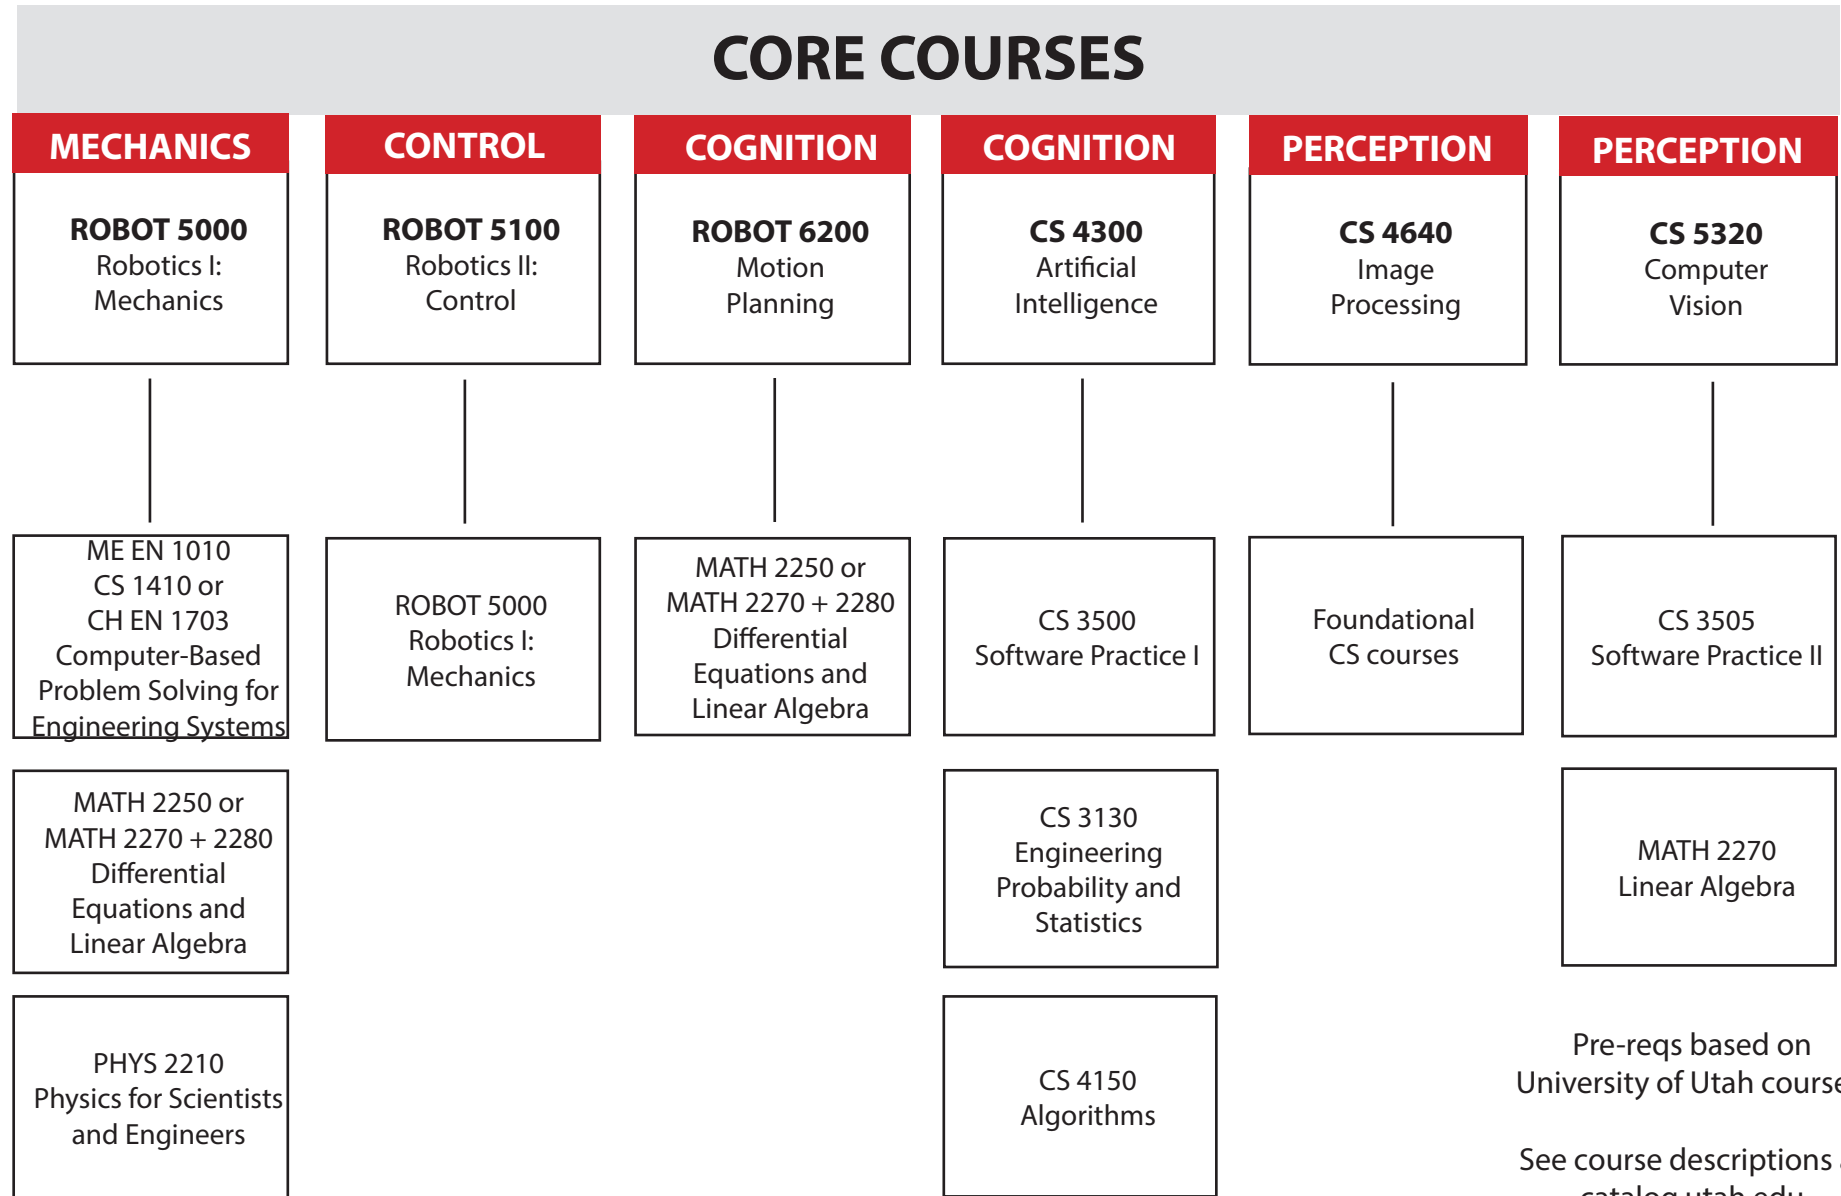 CORE COURSES
MECHANICS
ROBOT 5000
Robotics I:
Mechanics
ME EN 1010
CS 1410 or
CH EN 1703
Computer-Based
Problem Solving for
Engineering Systems
MATH 2250 or
MATH 2270 + 2280
Differential
Equations and
Linear Algebra
PHYS 2210
Physics for Scientists
and Engineers
CONTROL
ROBOT 5100
Robotics II:
Control
ROBOT 5000
Robotics I:
Mechanics
COGNITION
ROBOT 6200
Motion
Planning
MATH 2250 or
MATH 2270 + 2280
Differential
Equations and
Linear Algebra
COGNITION
CS 4300
Artificial
Intelligence
CS 3500
Software Practice I
CS 3130
Engineering
Probability and
Statistics
CS 4150
Algorithms
PERCEPTION
CS 4640
Image
Processing
Foundational
CS courses
PERCEPTION
CS 5320
Computer
Vision
CS 3505
Software Practice II
MATH 2270
Linear Algebra
Pre-reqs based on
University of Utah course
See course descriptions
catalog.utah.edu